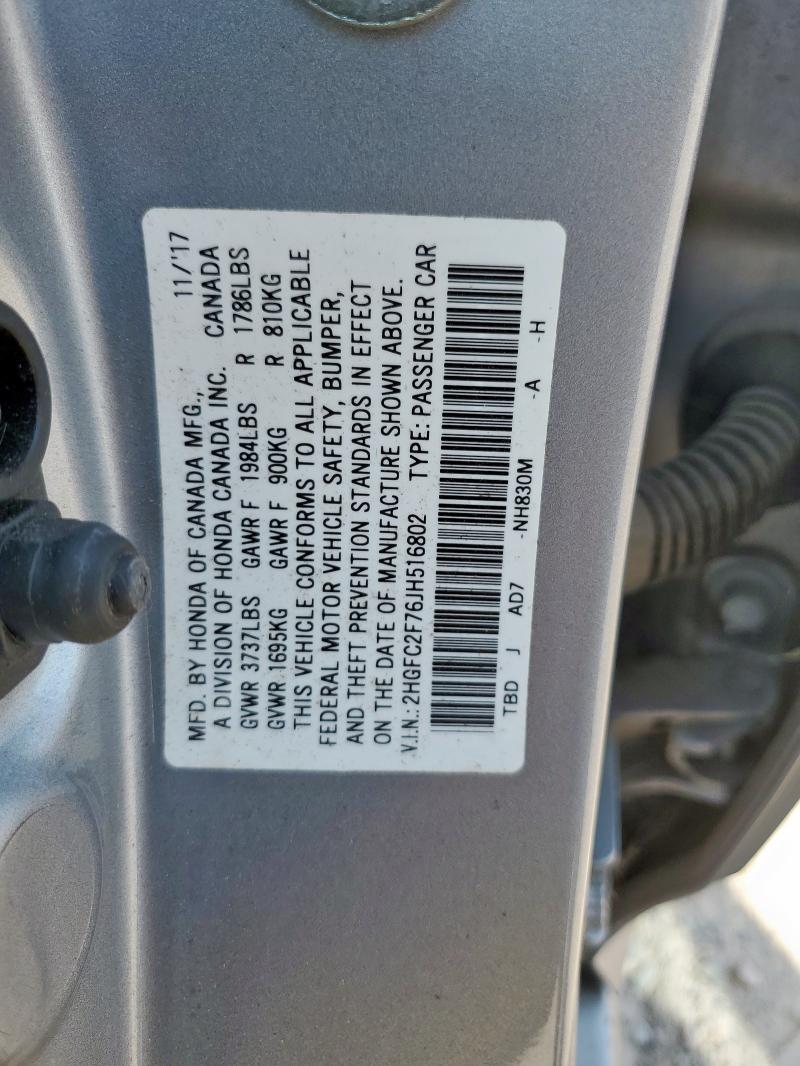 MFD. BY HONDA OF CANADA MFG., 11/'17
A DIVISION OF HONDA CANADA INC. CANADA
GVWR 3737LBS GAWR F 1984LBS R 1786LBS
GVWR 1695KG GAWR F 900KG R 810KG
THIS VEHICLE CONFORMS TO ALL APPLICABLE
FEDERAL MOTOR VEHICLE SAFETY, BUMPER,
AND THEFT PREVENTION STANDARDS IN EFFECT
ON THE DATE OF MANUFACTURE SHOWN ABOVE.
V.I.N.: 2HGFC2F76JH516802 TYPE: PASSENGER CAR
TBD J AD7 -NH830M -A -H